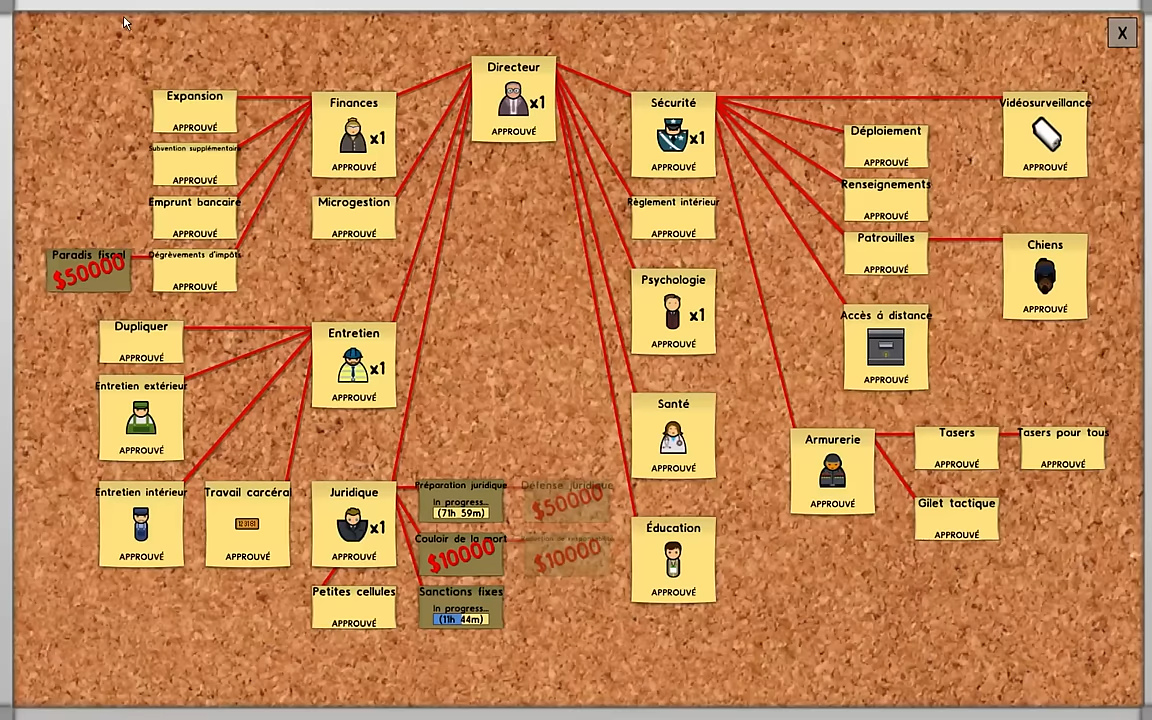 X
Directeur
x1
APPROUVÉ
Expansion
APPROUVÉ
Finances
x1
APPROUVÉ
Sécurité
x1
APPROUVÉ
Vidéosurveillance
APPROUVÉ
Déploiement
APPROUVÉ
Subvention supplémentaire
APPROUVÉ
Renseignements
APPROUVÉ
Emprunt bancaire
APPROUVÉ
Microgestion
APPROUVÉ
Règlement intérieur
APPROUVÉ
Patrouilles
APPROUVÉ
Chiens
APPROUVÉ
Paradis fiscal
$50000
Dégrèvements d'impôts
APPROUVÉ
Psychologie
x1
APPROUVÉ
Accès á distance
APPROUVÉ
Dupliquer
APPROUVÉ
Entretien
x1
APPROUVÉ
Entretien extérieur
APPROUVÉ
Santé
APPROUVÉ
Armurerie
APPROUVÉ
Tasers
APPROUVÉ
Tasers pour tous
APPROUVÉ
Entretien intérieur
APPROUVÉ
Travail carcéral
123181
APPROUVÉ
Juridique
x1
APPROUVÉ
Préparation juridique
In progress...
(71h 59m)
Défense juridique
$50000
Gilet tactique
APPROUVÉ
Couloir de la mort
$10000
$10000
Éducation
APPROUVÉ
Petites cellules
APPROUVÉ
Sanctions fixes
In progress...
(11h 44m)